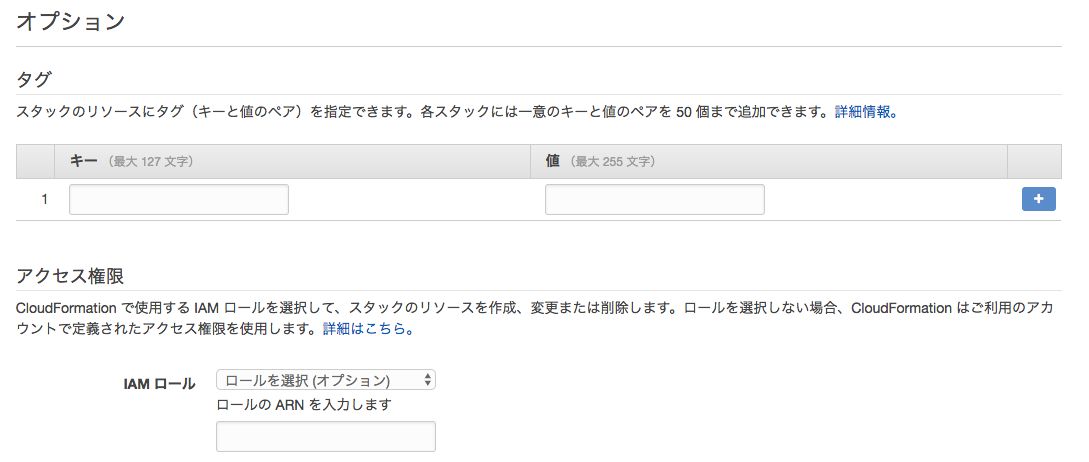 オプション
タグ
スタックのリソースにタグ（キーと値のペア）を指定できます。各スタックには一意のキーと値のペアを 50 個まで追加できます。詳細情報。
キー （最大 127 文字） 値 （最大 255 文字）
1 +
アクセス権限
CloudFormation で使用する IAM ロールを選択して、スタックのリソースを作成、変更または削除します。ロールを選択しない場合、CloudFormation はご利用のアカ
ウントで定義されたアクセス権限を使用します。詳細はこちら。
IAM ロール ロールを選択 (オプション)
ロールの ARN を入力します